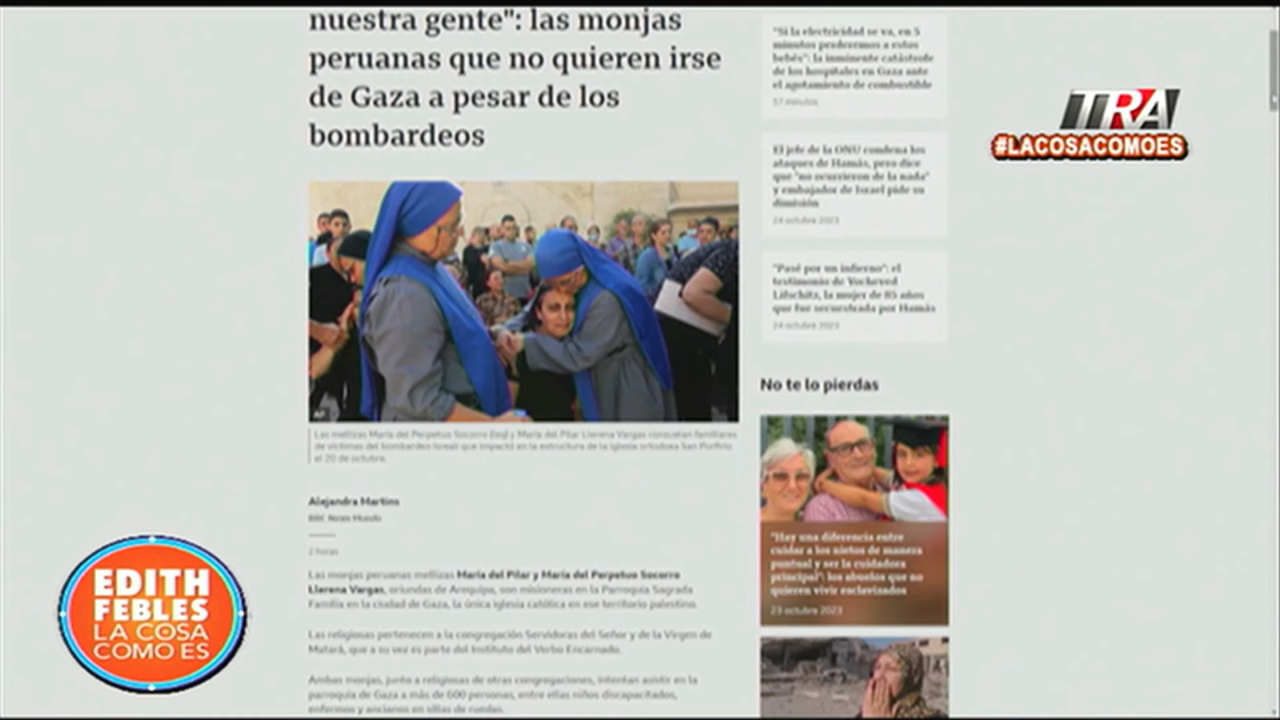 nuestra gente": las monjas
peruanas que no quieren irse
de Gaza a pesar de los
bombardeos
AFP
Las mellizas María del Perpetuo Socorro (izq) y María del Pilar Llerena Vargas consuelan familiares
de víctimas del bombardeo israelí que impactó en la estructura de la iglesia ortodoxa San Porfirio
el 20 de octubre.
Alejandra Martins
BBC News Mundo
2 horas
Las monjas peruanas mellizas María del Pilar y María del Perpetuo Socorro
Llerena Vargas, oriundas de Arequipa, son misioneras en la Parroquia Sagrada
Familia en la ciudad de Gaza, la única iglesia católica en ese territorio palestino.
Las religiosas pertenecen a la congregación Servidoras del Señor y de la Virgen de
Matará, que a su vez es parte del Instituto del Verbo Encarnado.
Ambas monjas, junto a religiosas de otras congregaciones, intentan asistir en la
parroquia de Gaza a más de 600 personas, entre ellas niños discapacitados,
enfermos y ancianos en sillas de ruedas.
"Si la electricidad se va, en 5
minutos perderemos a estos
bebés": la inminente catástrofe
de los hospitales en Gaza ante
el agotamiento de combustible
57 minutos
El jefe de la ONU condena los
ataques de Hamás, pero dice
que "no ocurrieron de la nada"
y embajador de Israel pide su
dimisión
24 octubre 2023
"Pasé por un infierno": el
testimonio de Yocheved
Lifschitz, la mujer de 85 años
que fue secuestrada por Hamás
24 octubre 2023
No te lo pierdas
"Hay una diferencia entre
cuidar a los nietos de manera
puntual y ser la cuidadora
principal": los abuelos que no
quieren vivir esclavizados
23 octubre 2023
TRA
#LACOSACOMOES
EDITH
FEBLES
LA COSA
COMO ES